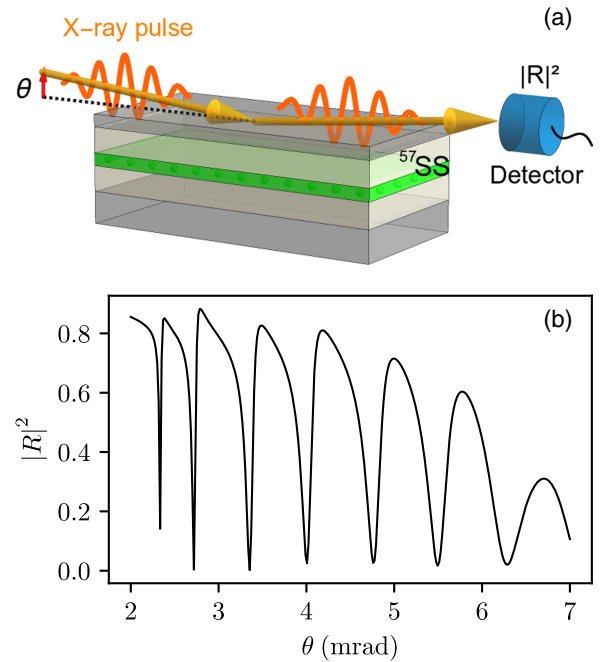 (a)
X-ray pulse
θ
|R|²
⁵⁷SS
Detector
(b)
|R|²
0.8
0.6
0.4
0.2
0.0
2 3 4 5 6 7
θ (mrad)